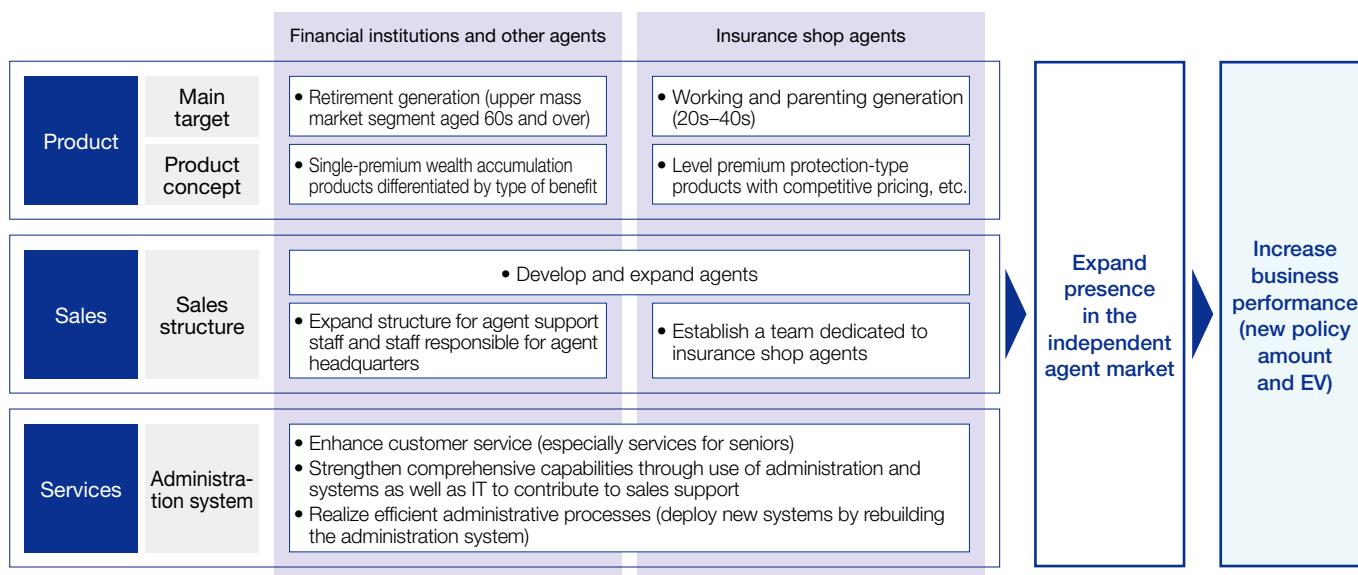 Financial institutions and other agents
Insurance shop agents
Product
Main
target
• Retirement generation (upper mass
market segment aged 60s and over)
• Working and parenting generation
(20s–40s)
Product
concept
• Single-premium wealth accumulation
products differentiated by type of benefit
• Level premium protection-type
products with competitive pricing, etc.
Sales
Sales
structure
• Develop and expand agents
• Expand structure for agent support
staff and staff responsible for agent
headquarters
• Establish a team dedicated to
insurance shop agents
Services
Administra-
tion system
• Enhance customer service (especially services for seniors)
• Strengthen comprehensive capabilities through use of administration and
systems as well as IT to contribute to sales support
• Realize efficient administrative processes (deploy new systems by rebuilding
the administration system)
Expand
presence
in the
independent
agent market
Increase
business
performance
(new policy
amount
and EV)